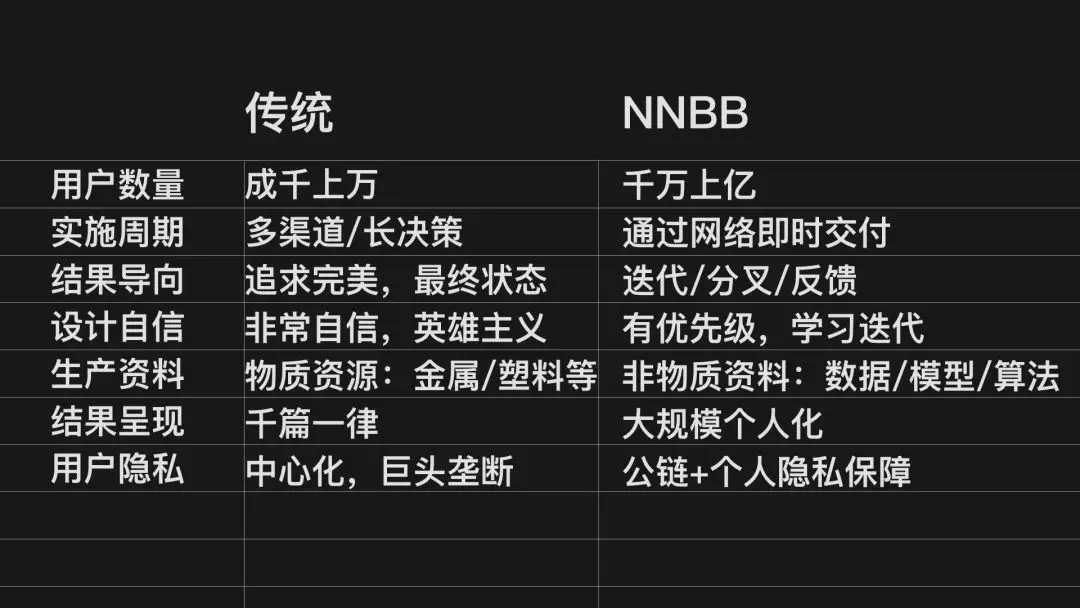 传统 NNBB
用户数量 成千上万 千万上亿
实施周期 多渠道/长决策 通过网络即时交付
结果导向 追求完美，最终状态 迭代/分叉/反馈
设计自信 非常自信，英雄主义 有优先级，学习迭代
生产资料 物质资源：金属/塑料等 非物质资料：数据/模型/算法
结果呈现 千篇一律 大规模个人化
用户隐私 中心化，巨头垄断 公链+个人隐私保障